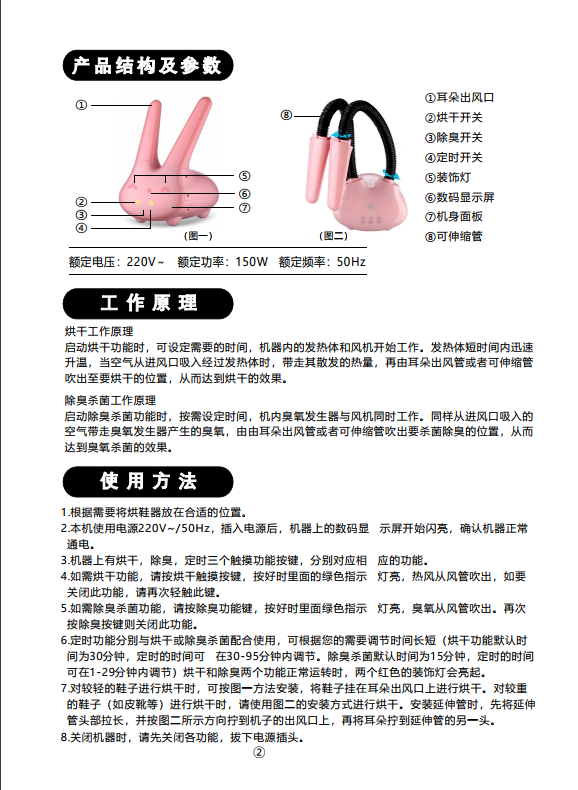 产品结构及参数
①
⑧
⑤
⑥
⑦
②
③
④
(图一)
(图二)
①耳朵出风口
②烘干开关
③除臭开关
④定时开关
⑤装饰灯
⑥数码显示屏
⑦机身面板
⑧可伸缩管
额定电压：220V~ 额定功率：150W 额定频率：50Hz
工作原理
烘干工作原理
启动烘干功能时，可设定需要的时间，机器内的发热体和风机开始工作。发热体短时间内迅速
升温，当空气从进风口吸入经过发热体时，带走其散发的热量，再由耳朵出风管或者可伸缩管
吹出至要烘干的位置，从而达到烘干的效果。
除臭杀菌工作原理
启动除臭杀菌功能时，按需设定时间，机内臭氧发生器与风机同时工作。同样从进风口吸入的
空气带走臭氧发生器产生的臭氧，由由耳朵出风管或者可伸缩管吹出要杀菌除臭的位置，从而
达到臭氧杀菌的效果。
使用方法
1.根据需要将烘鞋器放在合适的位置。
2.本机使用电源220V~/50Hz，插入电源后，机器上的数码显 示屏开始闪亮，确认机器正常
通电。
3.机器上有烘干，除臭，定时三个触摸功能按键，分别对应相 应的功能。
4.如需烘干功能，请按烘干触摸按键，按好时里面的绿色指示 灯亮，热风从风管吹出，如要
关闭此功能，请再次轻触此键。
5.如需除臭杀菌功能，请按除臭功能键，按好时里面的绿色指示 灯亮，臭氧从风管吹出。再次
按除臭按键则关闭此功能。
6.定时功能分别与烘干或除臭杀菌配合使用，可根据您的需要调节时间长短（烘干功能默认时
间为30分钟，定时的时间可 在30-95分钟内调节。除臭杀菌默认时间为15分钟，定时的时间
可在1-29分钟内调节）烘干和除臭两个功能正常运转时，两个红色的装饰灯会亮起。
7.对较轻的鞋子进行烘干时，可按图一方法安装，将鞋子挂在耳朵出风口上进行烘干。对较重
的鞋子（如皮靴等）进行烘干时，请使用图二的安装方式进行烘干。安装延伸管时，先将延伸
管头部拉长，并按图二所示方向拧到机子的出风口上，再将耳朵拧到延伸管的另一头。
8.关闭机器时，请先关闭各功能，拔下电源插头。
②